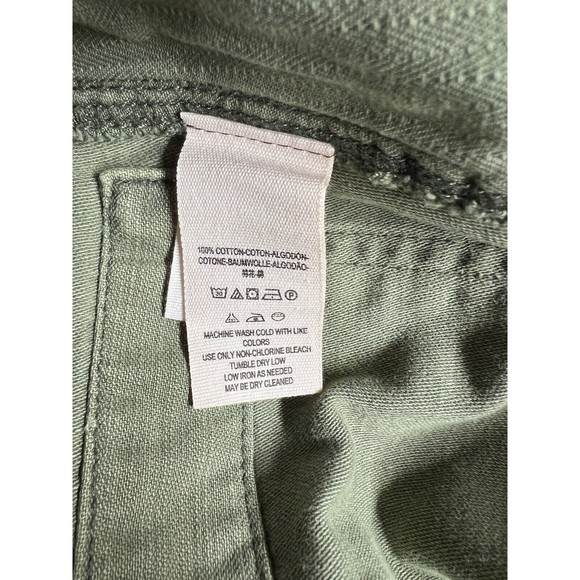 100% COTTON-COTON-ALGODÓN-
COTONE-BAUMWOLLE-ALGODÃO-
MACHINE WASH COLD WITH LIKE
COLORS
USE ONLY NON-CHLORINE BLEACH
TUMBLE DRY LOW
LOW IRON AS NEEDED
MAY BE DRY CLEANED